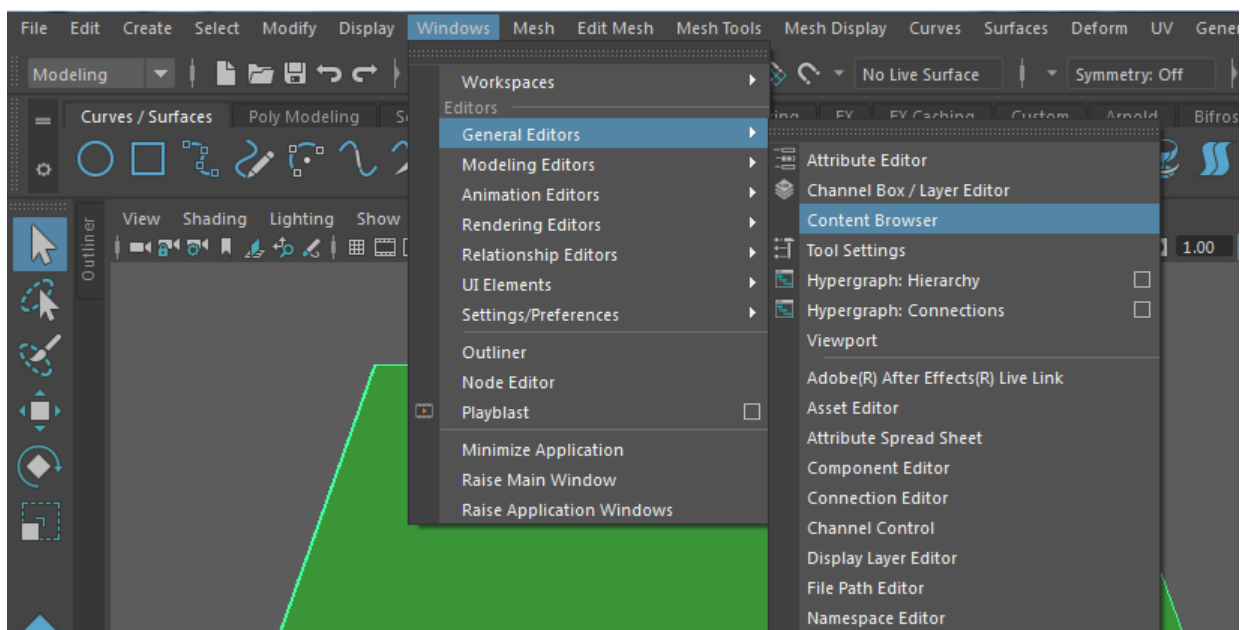 File Edit Create Select Modify Display Windows Mesh Edit Mesh Mesh Tools Mesh Display Curves Surfaces Deform UV
Modeling No Live Surface Symmetry: Off
Curves / Surfaces Poly Modeling FX FX Caching Custom Arnold
View Shading Lighting Show 1.00
Outliner
Workspaces
Editors
General Editors
Modeling Editors
Animation Editors
Rendering Editors
Relationship Editors
UI Elements
Settings/Preferences
Outliner
Node Editor
Playblast
Minimize Application
Raise Main Window
Raise Application Windows
Attribute Editor
Channel Box / Layer Editor
Content Browser
Tool Settings
Hypergraph: Hierarchy
Hypergraph: Connections
Viewport
Adobe(R) After Effects(R) Live Link
Asset Editor
Attribute Spread Sheet
Component Editor
Connection Editor
Channel Control
Display Layer Editor
File Path Editor
Namespace Editor